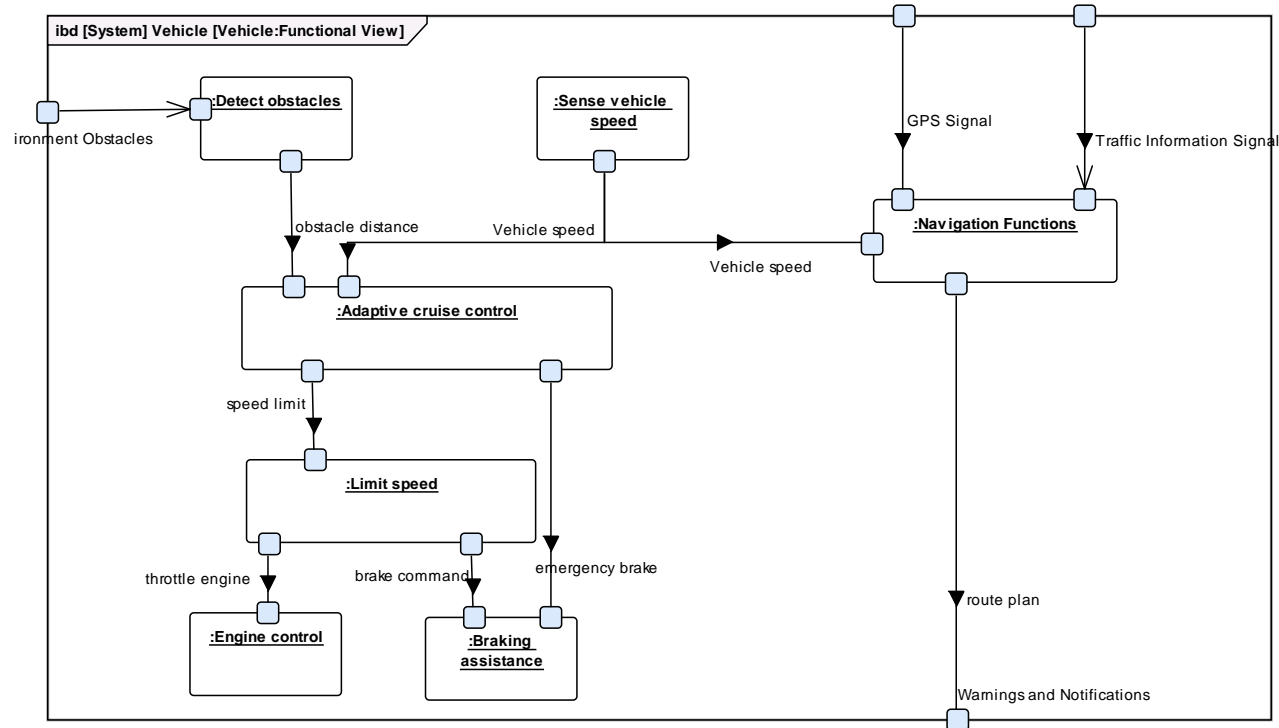 ibd [System] Vehicle [Vehicle:Functional View]
:Detect obstacles
:Sense vehicle
speed
GPS Signal
Traffic Information Signal
ironment Obstacles
obstacle distance
Vehicle speed
:Navigation Functions
Vehicle speed
:Adaptive cruise control
speed limit
:Limit speed
emergency brake
throttle engine
brake command
route plan
:Engine control
:Braking
assistance
Warnings and Notifications